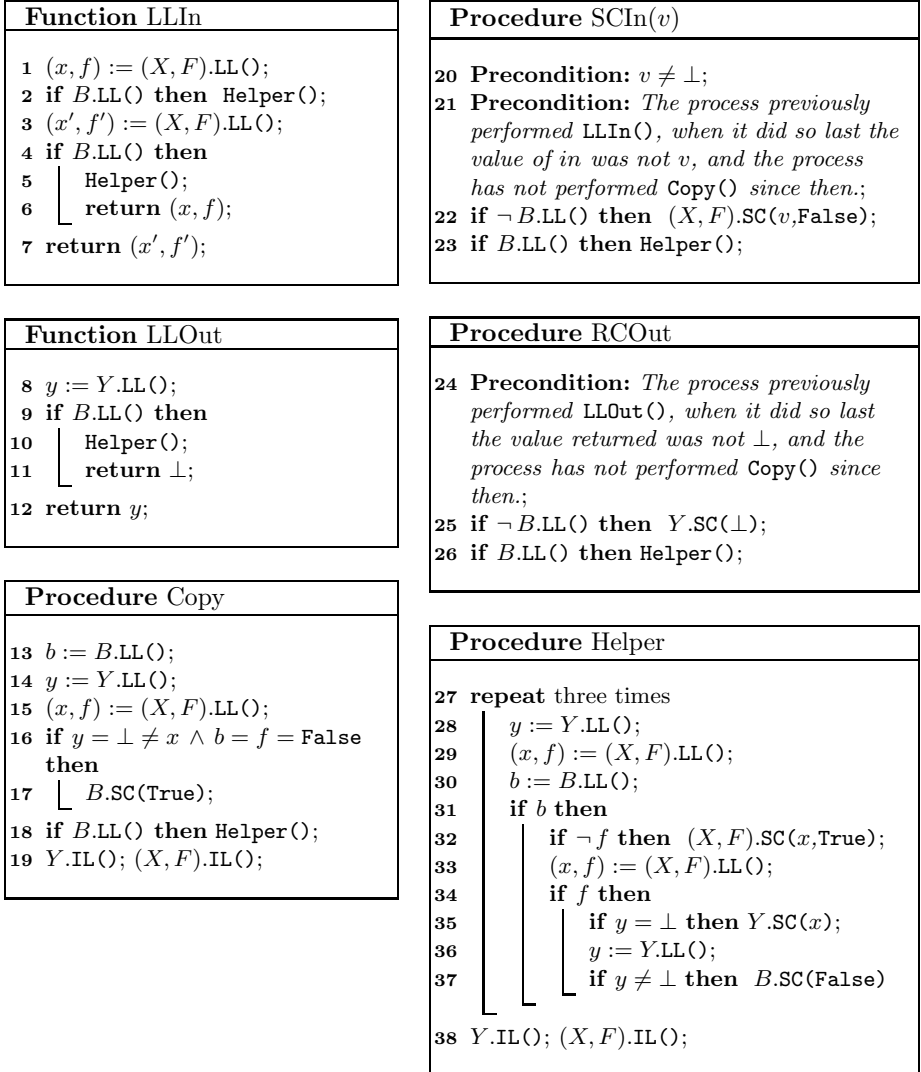 Function LLIn
1 (x, f) := (X, F).LL();
2 if B.LL() then Helper();
3 (x′, f′) := (X, F).LL();
4 if B.LL() then
5 Helper();
6 return (x, f);
7 return (x′, f′);
Function LLOut
8 y := Y.LL();
9 if B.LL() then
10 Helper();
11 return ⊥;
12 return y;
Procedure Copy
13 b := B.LL();
14 y := Y.LL();
15 (x, f) := (X, F).LL();
16 if y = ⊥ ≠ x ∧ b = f = False
then
17 B.SC(True);
18 if B.LL() then Helper();
19 Y.IL(); (X, F).IL();
Procedure SCIn(v)
20 Precondition: v ≠ ⊥;
21 Precondition: The process previously
performed LLIn(), when it did so last the
value of in was not v, and the process
has not performed Copy() since then.;
22 if ¬ B.LL() then (X, F).SC(v,False);
23 if B.LL() then Helper();
Procedure RCOut
24 Precondition: The process previously
performed LLOut(), when it did so last
the value returned was not ⊥, and the
process has not performed Copy() since
then.;
25 if ¬ B.LL() then Y.SC(⊥);
26 if B.LL() then Helper();
Procedure Helper
27 repeat three times
28 y := Y.LL();
29 (x, f) := (X, F).LL();
30 b := B.LL();
31 if b then
32 if ¬ f then (X, F).SC(x,True);
33 (x, f) := (X, F).LL();
34 if f then
35 if y = ⊥ then Y.SC(x);
36 y := Y.LL();
37 if y ≠ ⊥ then B.SC(False)
38 Y.IL(); (X, F).IL();